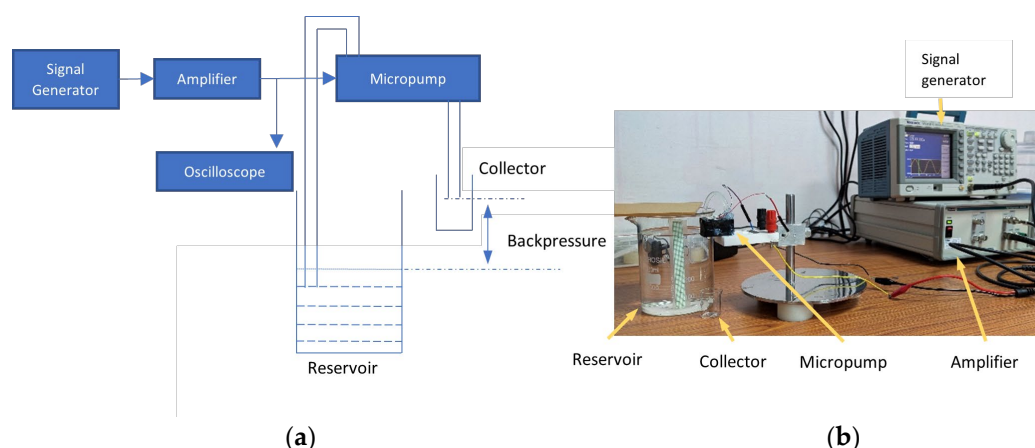 Signal
Generator
Amplifier
Micropump
Oscilloscope
Collector
Backpressure
Reservoir
(a)
Signal
generator
Reservoir
Collector
Micropump
Amplifier
(b)